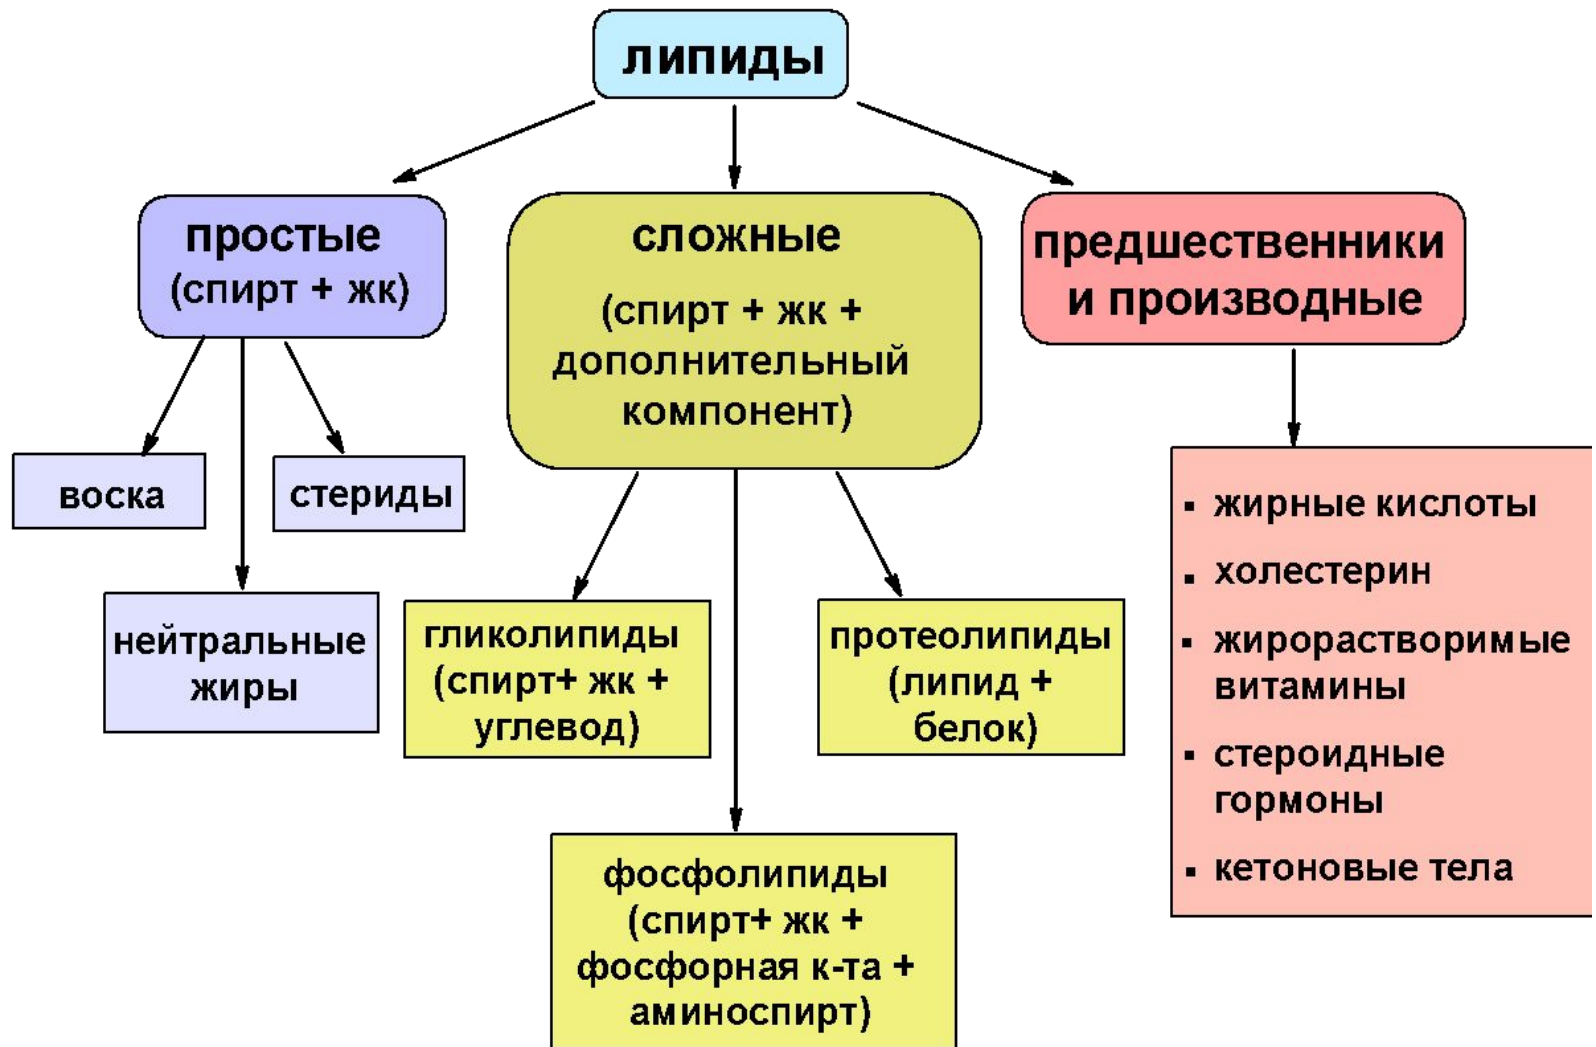 липиды
простые
(спирт + жк)
сложные
(спирт + жк +
дополнительный
компонент)
предшественники
и производные
воска
стериды
нейтральные
жиры
гликолипиды
(спирт+ жк +
углевод)
протеолипиды
(липид +
белок)
фосфолипиды
(спирт+ жк +
фосфорная к-та +
аминоспирт)
▪ жирные кислоты
▪ холестерин
▪ жирорастворимые
витамины
▪ стероидные
гормоны
▪ кетоновые тела